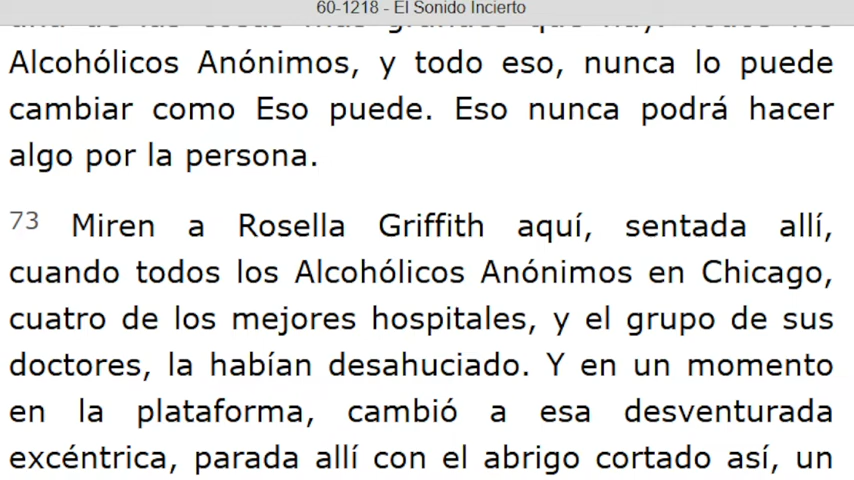 60-1218 - El Sonido Incierto
Alcohólicos Anónimos, y todo eso, nunca lo puede
cambiar como Eso puede. Eso nunca podrá hacer
algo por la persona.
73 Miren a Rosella Griffith aquí, sentada allí,
cuando todos los Alcohólicos Anónimos en Chicago,
cuatro de los mejores hospitales, y el grupo de sus
doctores, la habían desahuciado. Y en un momento
en la plataforma, cambió a esa desventurada
excéntrica, parada allí con el abrigo cortado así, un